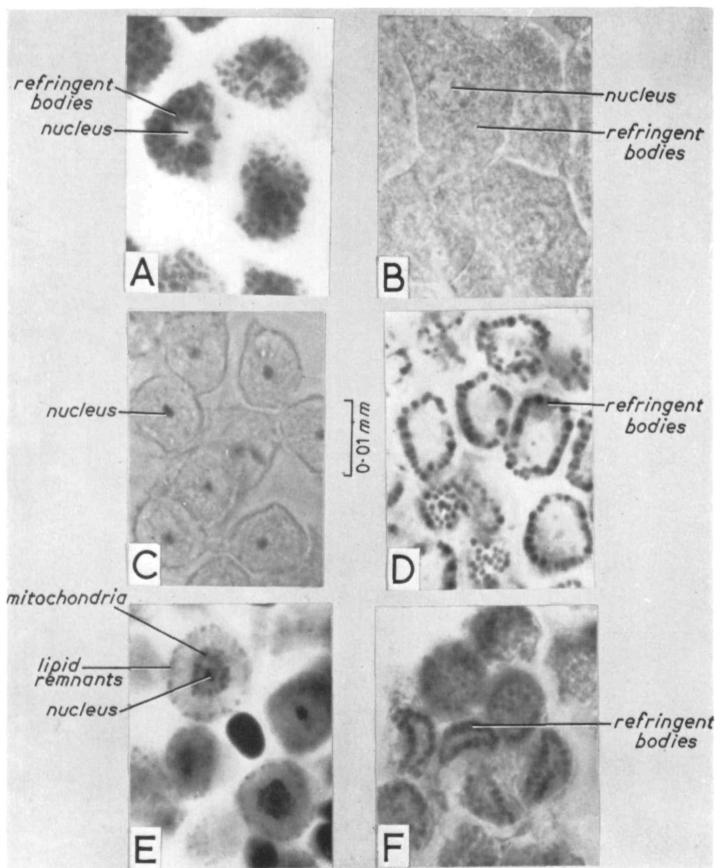 refringent
bodies
nucleus
A
nucleus
refringent
bodies
B
nucleus
C
0·01 mm
refringent
bodies
D
mitochondria
lipid
remnants
nucleus
E
refringent
bodies
F